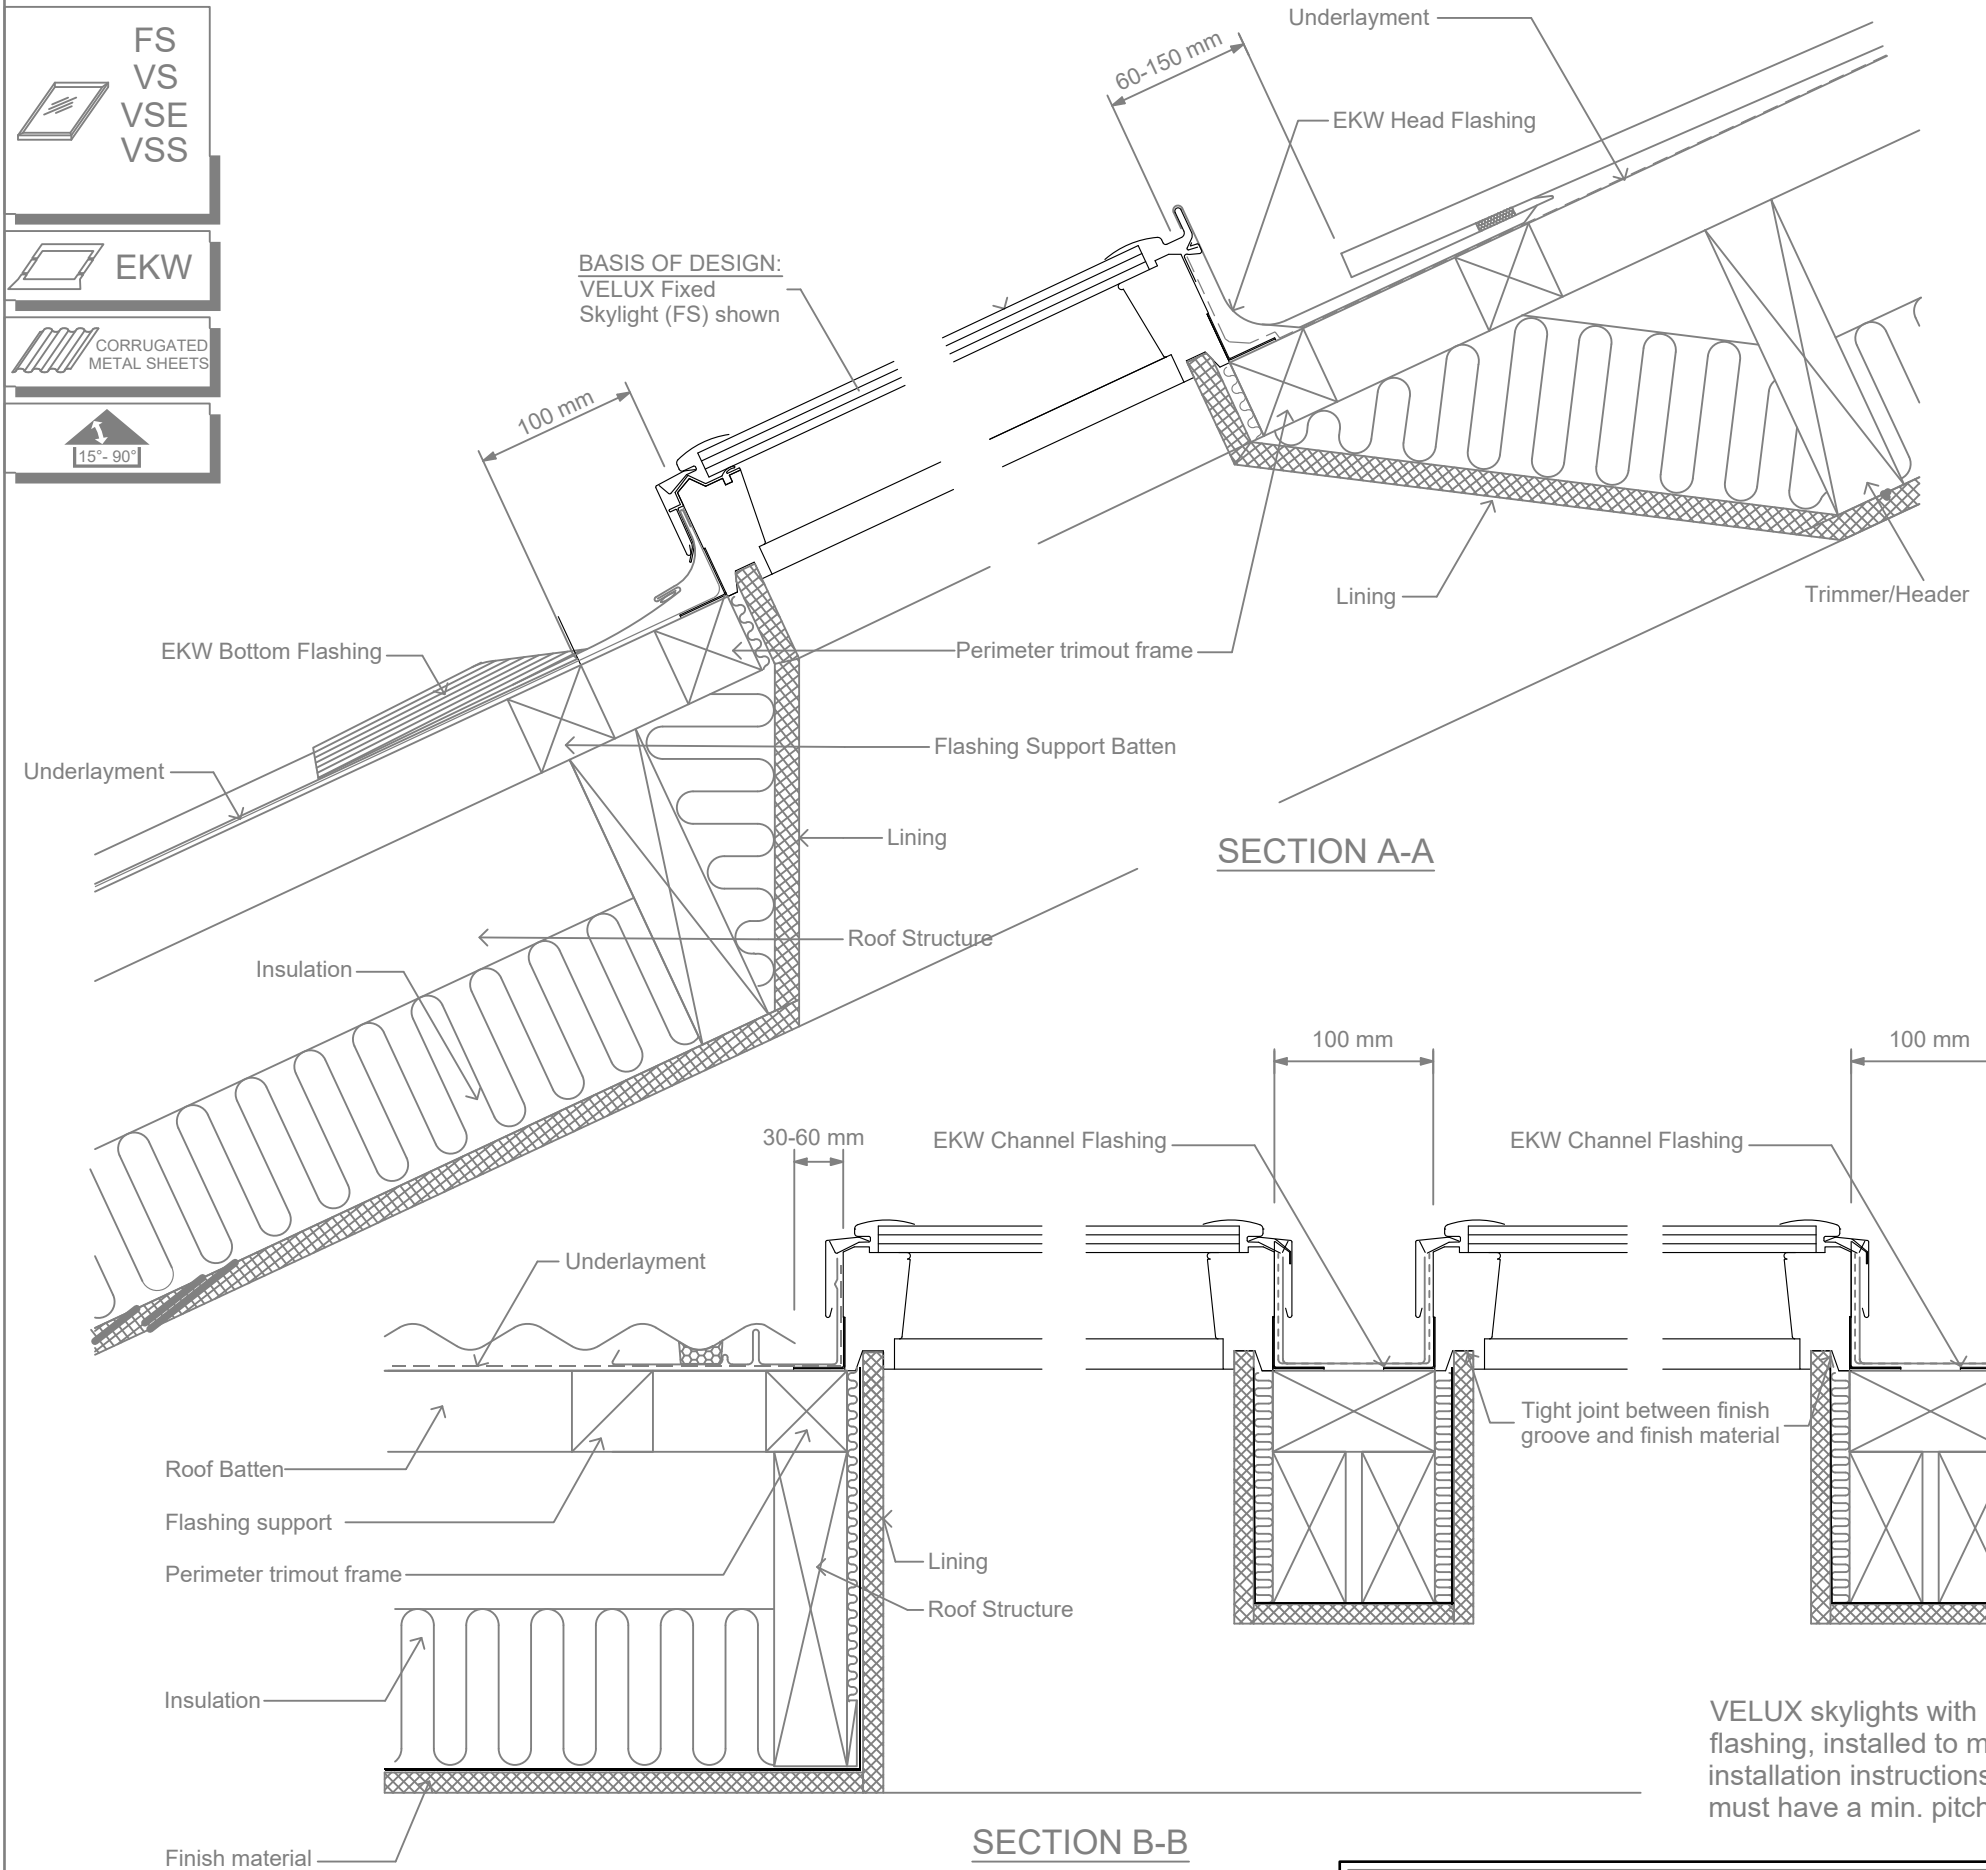 FS
VS
VSE
VSS
EKW
CORRUGATED
METAL SHEETS
15°- 90°
Underlayment
60-150 mm
EKW Head Flashing
BASIS OF DESIGN:
VELUX Fixed
Skylight (FS) shown
100 mm
Lining
Trimmer/Header
EKW Bottom Flashing
Perimeter trimout frame
Flashing Support Batten
Underlayment
Lining
SECTION A-A
Roof Structure
Insulation
100 mm
100 mm
30-60 mm
EKW Channel Flashing
EKW Channel Flashing
Underlayment
Tight joint between finish
groove and finish material
Roof Batten
Flashing support
Perimeter trimout frame
Lining
Roof Structure
Insulation
VELUX skylights with
flashing, installed to
installation instructions
must have a min. pitch
SECTION B-B
Finish material